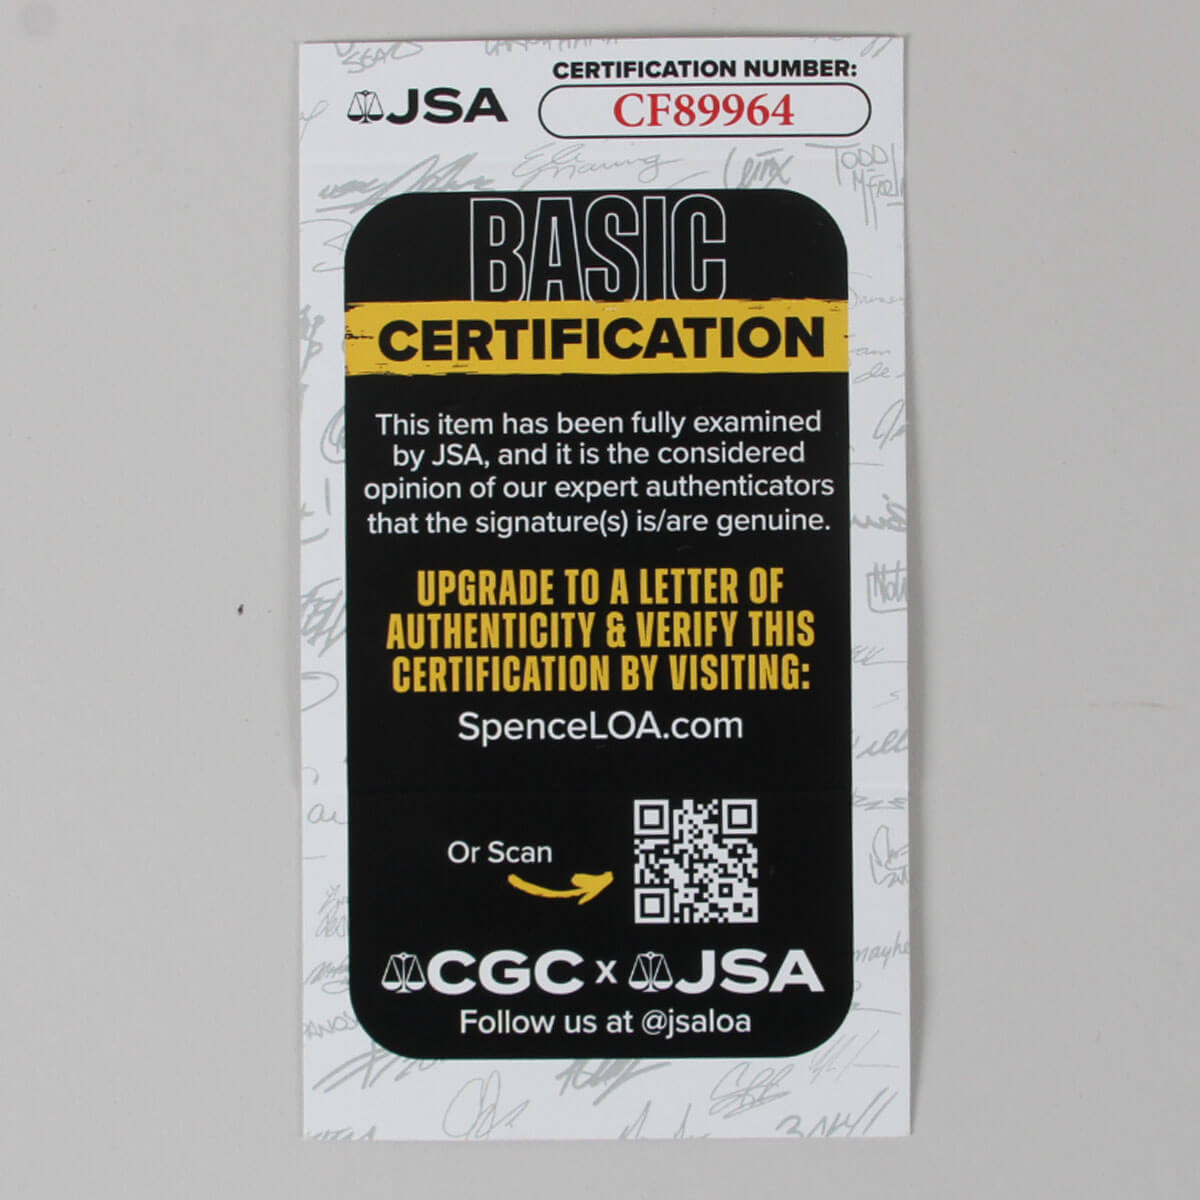 CERTIFICATION NUMBER:
JSA
CF89964
BASIC
CERTIFICATION
This item has been fully examined
by JSA, and it is the considered
opinion of our expert authenticators
that the signature(s) is/are genuine.
UPGRADE TO A LETTER OF
AUTHENTICITY & VERIFY THIS
CERTIFICATION BY VISITING:
SpenceLOA.com
Or Scan
CGC x JSA
Follow us at @jsaloa